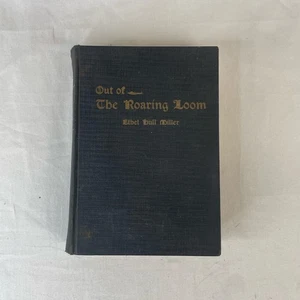 Out of
The Roaring Loom
Ethel Hull Miller